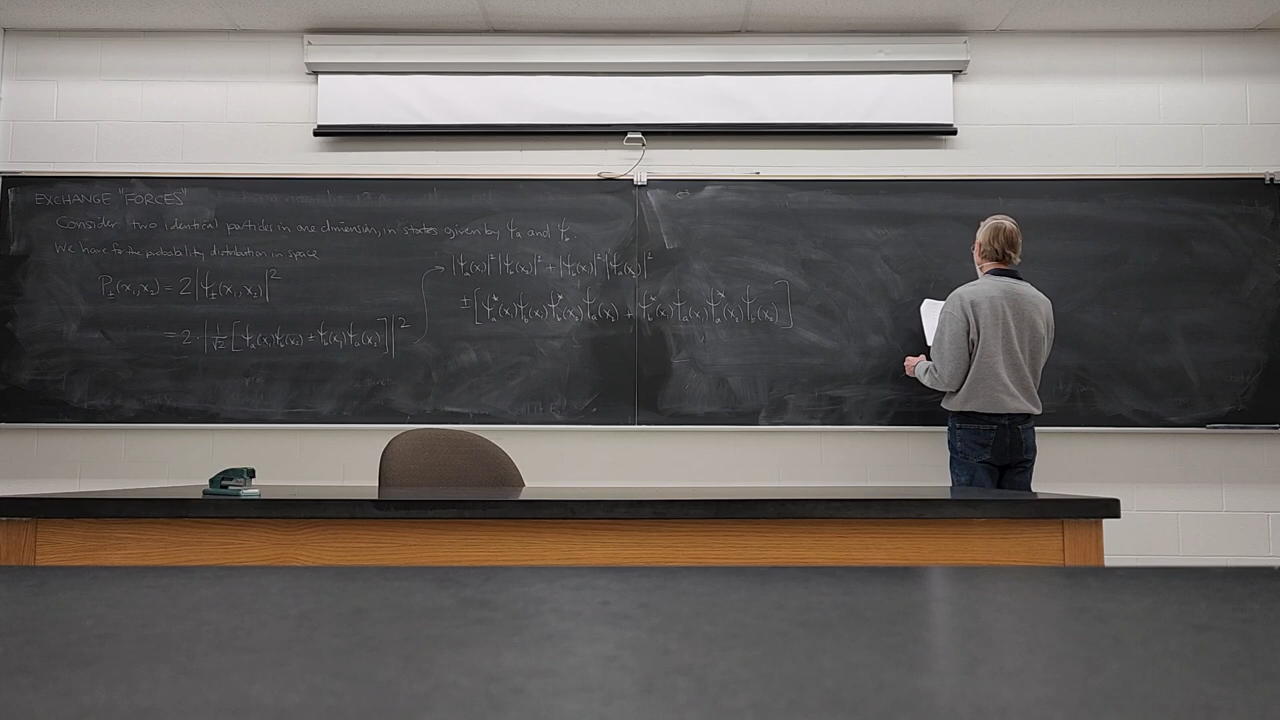 EXCHANGE "FORCES"
Consider two identical particles in one dimension, in states given by ψa and ψb.
We have for the probability distribution in space
P±(x₁,x₂) = 2|ψ±(x₁,x₂)|²
= 2·|1/√2 [ψa(x₁)ψb(x₂) ± ψb(x₁)ψa(x₂)]|²
|ψa(x₁)|²|ψb(x₂)|² + |ψb(x₁)|²|ψa(x₂)|²
±[ψa*(x₁)ψb(x₁)ψb*(x₂)ψa(x₂) + ψb*(x₁)ψa(x₁)ψa*(x₂)ψb(x₂)]